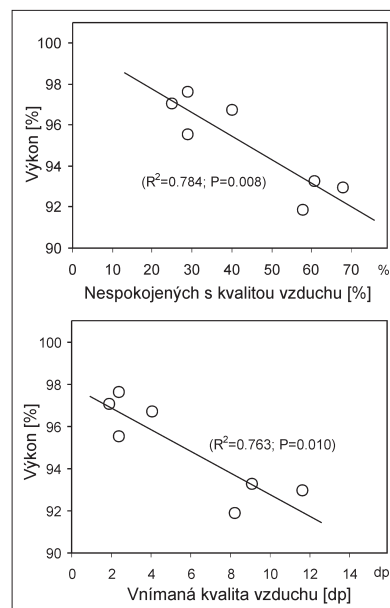 100
98
96
94
92
90
Výkon [%]
(R²=0.784; P=0.008)
0 10 20 30 40 50 60 70 %
Nespokojených s kvalitou vzduchu [%]
100
98
96
94
92
90
Výkon [%]
(R²=0.763; P=0.010)
0 2 4 6 8 10 12 14 dp
Vnímaná kvalita vzduchu [dp]